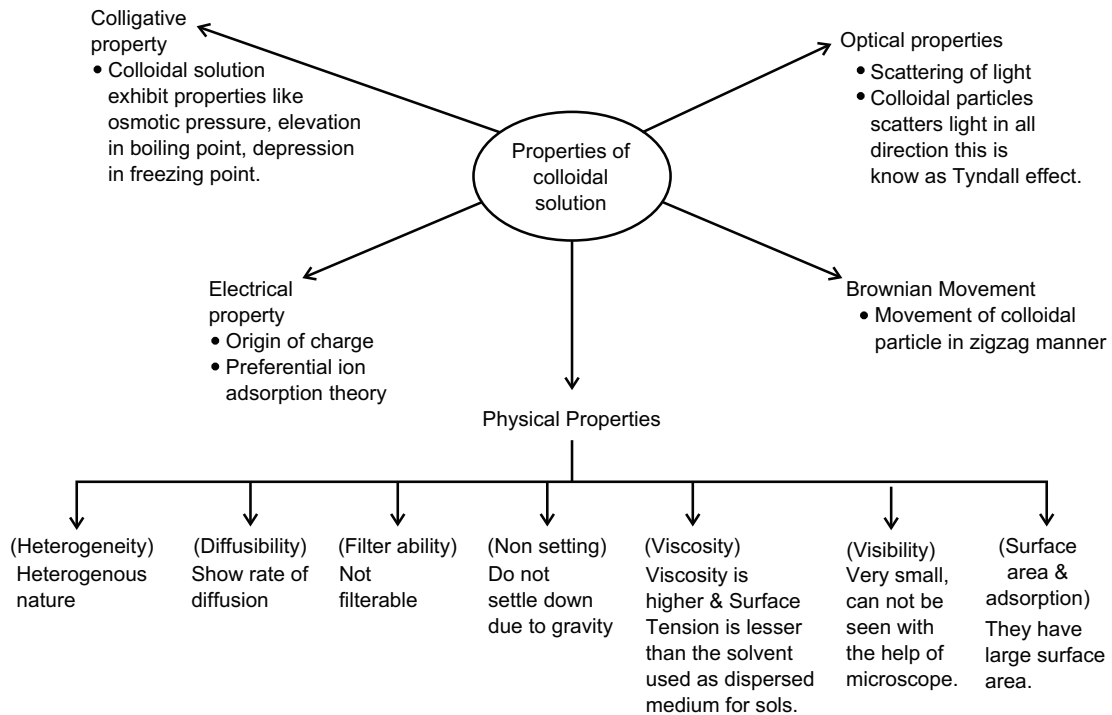 Colligative
property
• Colloidal solution
exhibit properties like
osmotic pressure, elevation
in boiling point, depression
in freezing point.
Optical properties
• Scattering of light
• Colloidal particles
scatters light in all
direction this is
know as Tyndall effect.
Properties of
colloidal
solution
Electrical
property
• Origin of charge
• Preferential ion
adsorption theory
Brownian Movement
• Movement of colloidal
particle in zigzag manner
Physical Properties
(Heterogeneity)
Heterogenous
nature
(Diffusibility)
Show rate of
diffusion
(Filter ability)
Not
filterable
(Non setting)
Do not
settle down
due to gravity
(Viscosity)
Viscosity is
higher & Surface
Tension is lesser
than the solvent
used as dispersed
medium for sols.
(Visibility)
Very small,
can not be
seen with
the help of
microscope.
(Surface
area &
adsorption)
They have
large surface
area.